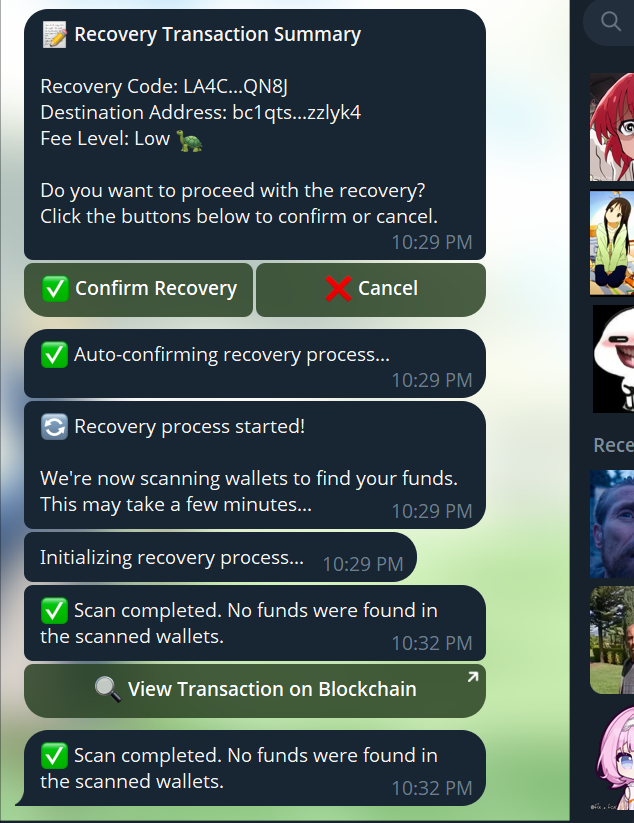 Recovery Transaction Summary
Recovery Code: LA4C...QN8J
Destination Address: bc1qts...zzlyk4
Fee Level: Low
Do you want to proceed with the recovery?
Click the buttons below to confirm or cancel.
10:29 PM
Confirm Recovery
Cancel
Auto-confirming recovery process...
10:29 PM
Recovery process started!
We're now scanning wallets to find your funds.
This may take a few minutes...
10:29 PM
Initializing recovery process...
10:29 PM
Scan completed. No funds were found in
the scanned wallets.
10:32 PM
View Transaction on Blockchain
Scan completed. No funds were found in
the scanned wallets.
10:32 PM
Rece